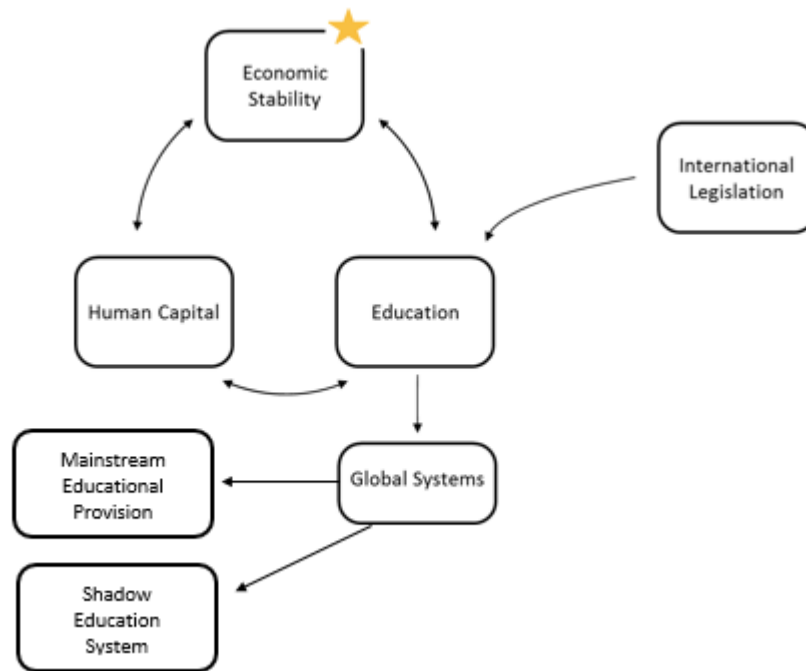 Economic
Stability
International
Legislation
Human Capital
Education
Global Systems
Mainstream
Educational
Provision
Shadow
Education
System